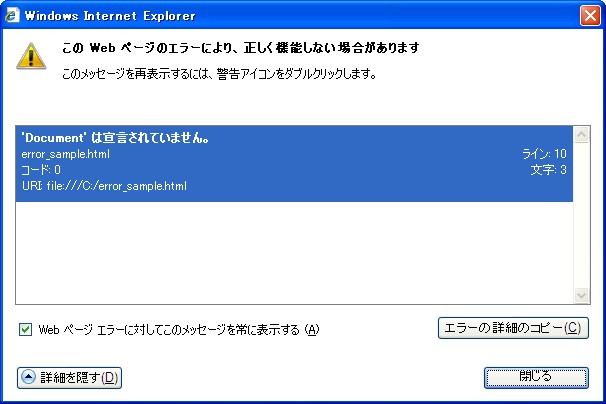 Windows Internet Explorer
この Web ページのエラーにより、正しく機能しない場合があります
このメッセージを再表示するには、警告アイコンをダブルクリックします。
'Document' は宣言されていません。
error_sample.html ライン: 10
コード: 0 文字: 3
URI: file:///C:/error_sample.html
Web ページ エラーに対してこのメッセージを常に表示する (A)
エラーの詳細のコピー(C)
詳細を隠す(D)
閉じる